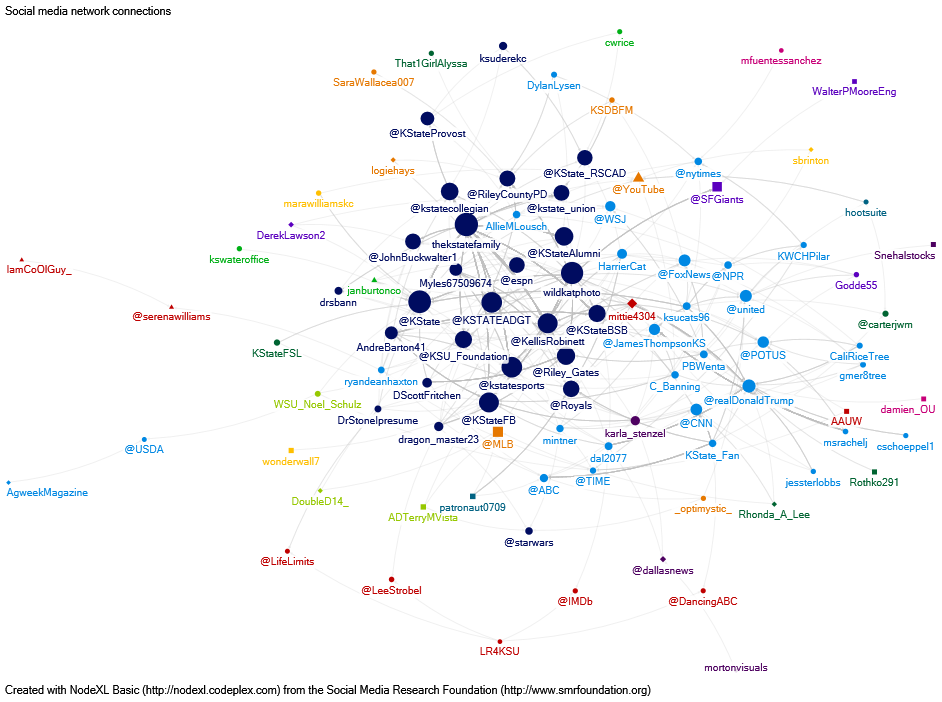 Social media network connections
cwrice
ksuderekc
mfuentessanchez
That1GirlAlyssa
SaraWallacea007
DylanLysen
WalterPMooreEng
KSDBFM
@KStateProvost
sbrinton
logiehays
@KState_RSCAD
@nytimes
@YouTube
@RileyCountyPD
@SFGiants
marawilliamskc
@kstatecollegian
@kstate_union
hootsuite
@WSJ
AllieMLousch
DerekLawson2
thekstatefamily
@KStateAlumni
KWCHPilar
Snehalstocks
kswateroffice
@JohnBuckwalter1
HarrierCat
IamCoOlGuy_
@FoxNews
@NPR
@espn
Myles67509674
Godde55
janburtonco
wildkatphoto
drsbann
@united
@serenawilliams
@KState
@KSTATEADGT
mittie4304
ksucats96
@carterjwm
@KStateBSB
@KellisRobinett
@JamesThompsonKS
KStateFSL
AndreBarton41
@KSU_Foundation
@POTUS
CaliRiceTree
PBWenta
@Riley_Gates
gmer8tree
ryandeanhaxton
@kstatesports
C_Banning
DScottFritchen
@realDonaldTrump
WSU_Noel_Schulz
@Royals
damien_OU
DrStonelpresume
@KStateFB
@CNN
AAUW
karla_stenzel
dragon_master23
@MLB
mintner
msrachelj
cschoeppel1
@USDA
dal2077
KState_Fan
wonderwall7
@TIME
jessterlobbs
Rothko291
AgweekMagazine
@ABC
DoubleD14_
patronaut0709
_optimystic_
Rhonda_A_Lee
ADTerryMVista
@starwars
@LifeLimits
@dallasnews
@LeeStrobel
@IMDb
@DancingABC
LR4KSU
mortonvisuals
Created with NodeXL Basic (http://nodexl.codeplex.com) from the Social Media Research Foundation (http://www.smrfoundation.org)